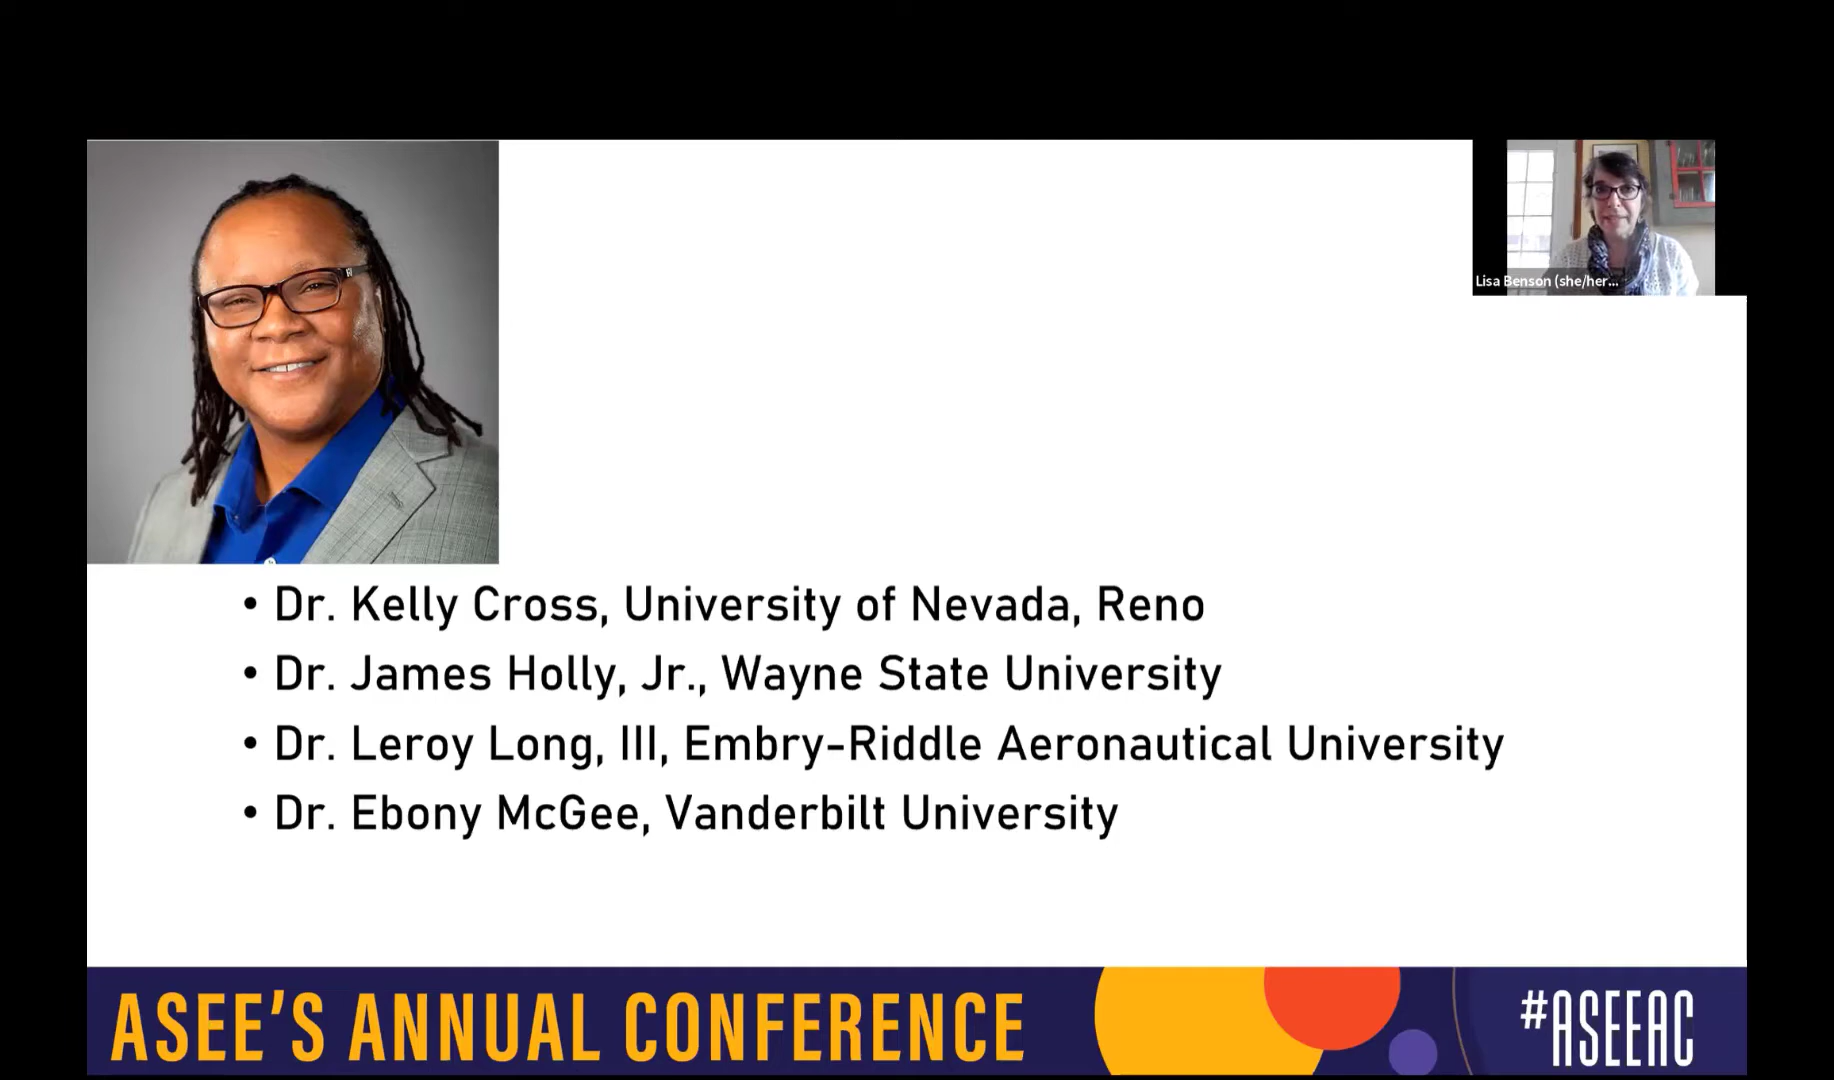 Lisa Benson (she/her...
• Dr. Kelly Cross, University of Nevada, Reno
• Dr. James Holly, Jr., Wayne State University
• Dr. Leroy Long, III, Embry-Riddle Aeronautical University
• Dr. Ebony McGee, Vanderbilt University
ASEE'S ANNUAL CONFERENCE
#ASEEAC